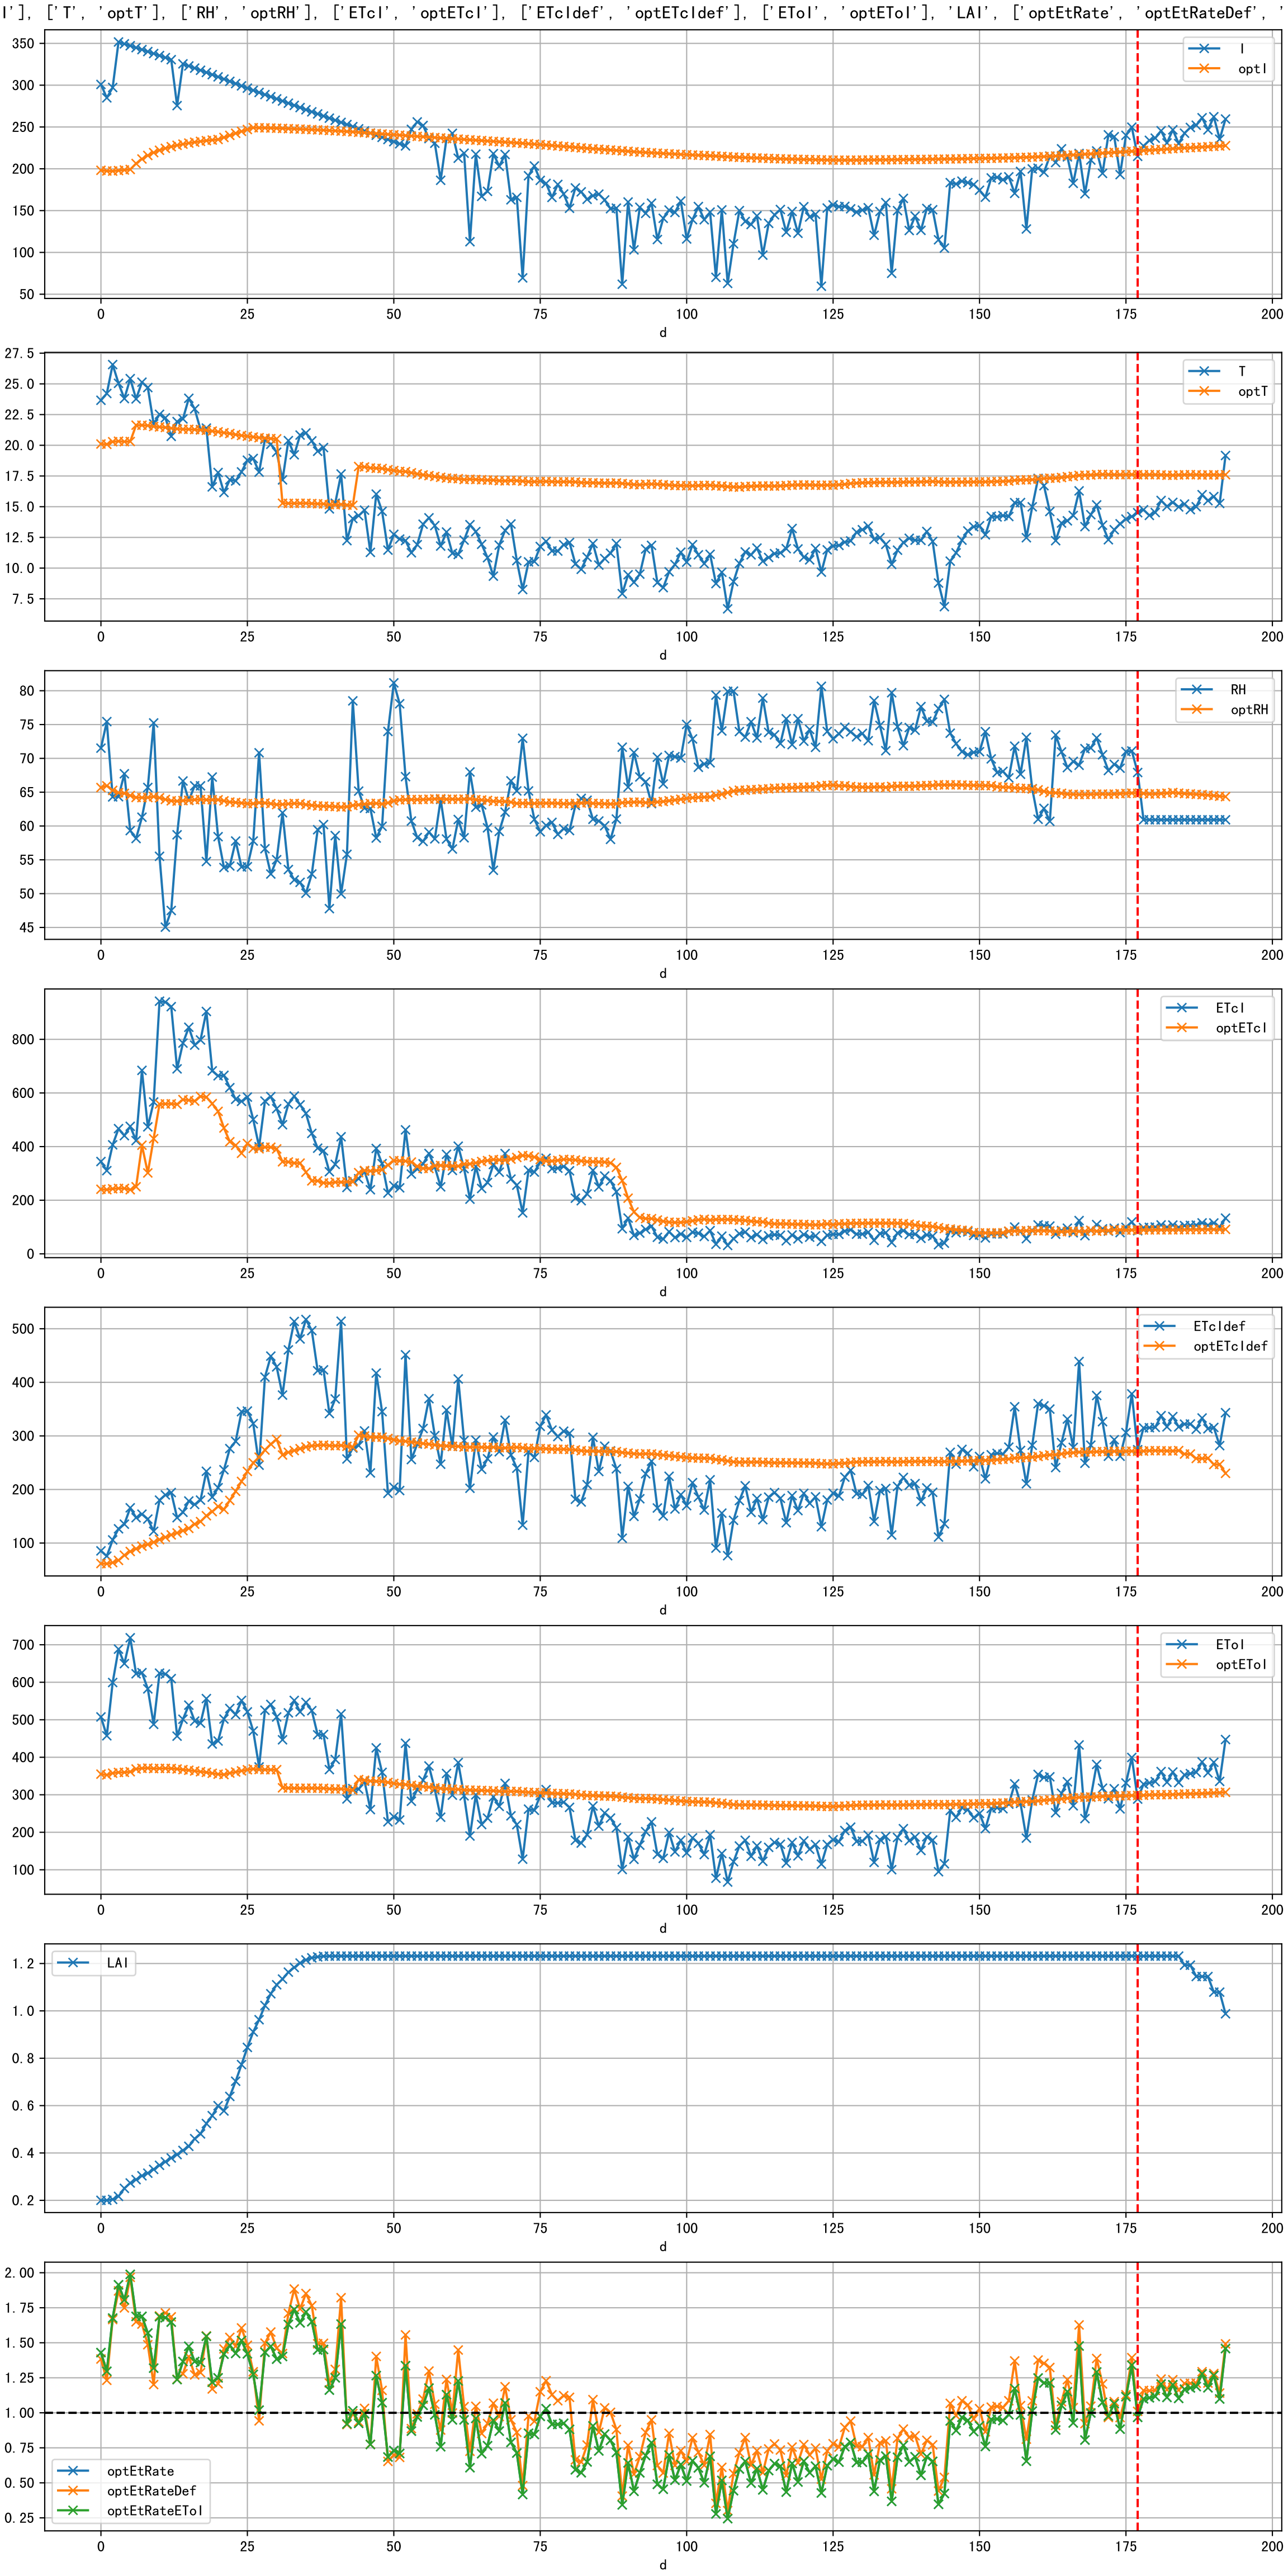 I'], ['T', 'optT'], ['RH', 'optRH'], ['ETcI', 'optETcI'], ['ETcIdef', 'optETcIdef'], ['EToI', 'optEToI'], 'LAI', ['optEtRate', 'optEtRateDef', '
350
300
250
200
150
100
50
I
optI
0 25 50 75 100 125 150 175 200
d
27.5
25.0
22.5
20.0
17.5
15.0
12.5
10.0
7.5
T
optT
0 25 50 75 100 125 150 175 200
d
80
75
70
65
60
55
50
45
RH
optRH
0 25 50 75 100 125 150 175 200
d
800
600
400
200
0
ETcI
optETcI
0 25 50 75 100 125 150 175 200
d
500
400
300
200
100
ETcIdef
optETcIdef
0 25 50 75 100 125 150 175 200
d
700
600
500
400
300
200
100
EToI
optEToI
0 25 50 75 100 125 150 175 200
d
1.2
1.0
0.8
0.6
0.4
0.2
LAI
0 25 50 75 100 125 150 175 200
d
2.00
1.75
1.50
1.25
1.00
0.75
0.50
0.25
optEtRate
optEtRateDef
optEtRateEToI
0 25 50 75 100 125 150 175 200
d